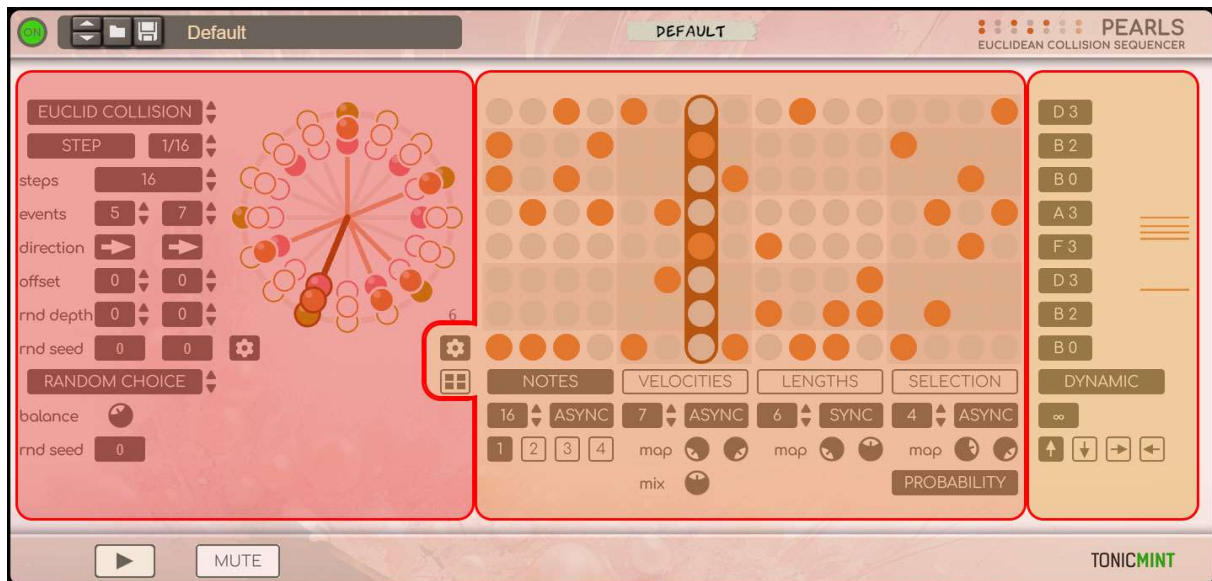 ON Default DEFAULT PEARLS
EUCLIDEAN COLLISION SEQUENCER
EUCLID COLLISION
STEP 1/16
steps 16
events 5 7
direction
offset 0 0
rnd depth 0 0
6
rnd seed 0 0
RANDOM CHOICE
balance
rnd seed 0
NOTES VELOCITIES LENGTHS SELECTION
16 ASYNC 7 ASYNC 6 SYNC 4 ASYNC
1 2 3 4 map map map
mix PROBABILITY
D 3
B 2
B 0
A 3
F 3
D 3
B 2
B 0
DYNAMIC
∞
MUTE
TONICMINT